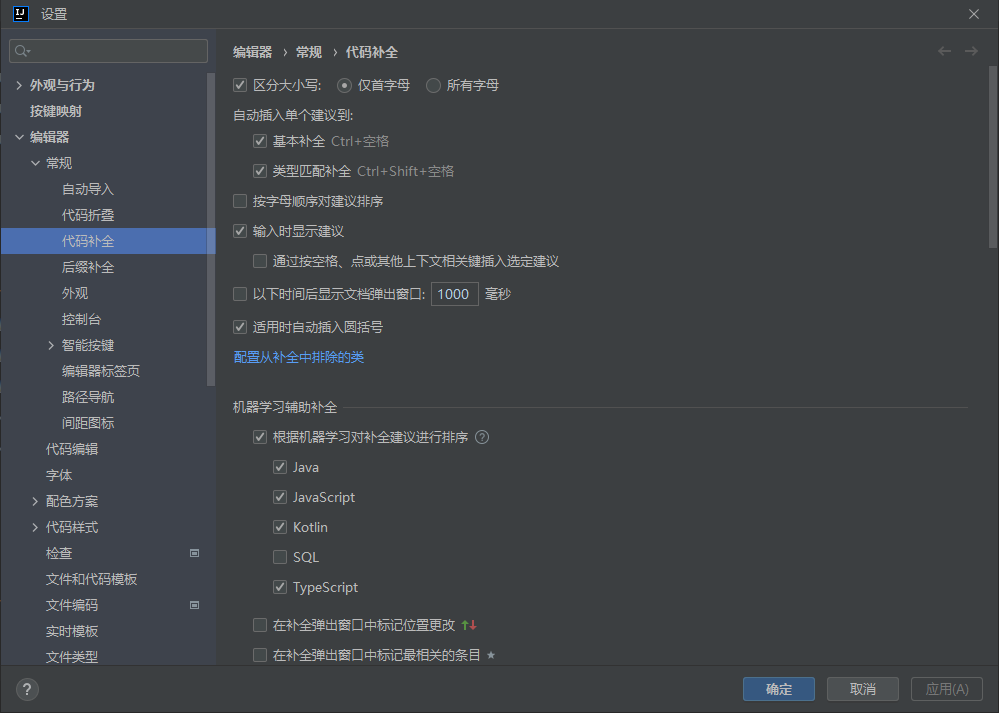 IJ 设置
外观与行为
按键映射
编辑器
常规
自动导入
代码折叠
代码补全
后缀补全
外观
控制台
智能按键
编辑器标签页
路径导航
间距图标
代码编辑
字体
配色方案
代码样式
检查
文件和代码模板
文件编码
实时模板
文件类型
编辑器 › 常规 › 代码补全
区分大小写: 仅首字母 所有字母
自动插入单个建议到:
基本补全 Ctrl+空格
类型匹配补全 Ctrl+Shift+空格
按字母顺序对建议排序
输入时显示建议
通过按空格、点或其他上下文相关键插入选定建议
以下时间后显示文档弹出窗口: 1000 毫秒
适用时自动插入圆括号
配置从补全中排除的类
机器学习辅助补全
根据机器学习对补全建议进行排序 ?
Java
JavaScript
Kotlin
SQL
TypeScript
在补全弹出窗口中标记位置更改 ↑↓
在补全弹出窗口中标记最相关的条目 ★
? 确定 取消 应用(A)